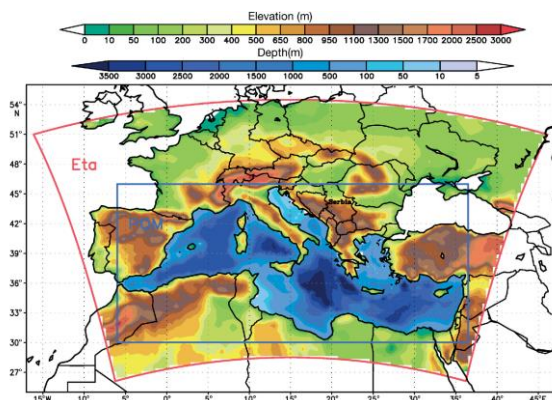 Elevation (m)
0 10 50 100 200 300 400 500 650 800 950 1100 1300 1500 1700 2000 2500 3000
Depth(m)
3500 3000 2500 2000 1500 1000 500 100 50 10 5
54°
N
51°
48°
45°
42°
39°
36°
33°
30°
27°
Eta
POM
Serbia
15°W 10° 5° 0° 5° 10° 15° 20° 25° 30° 35° 40° 45°E